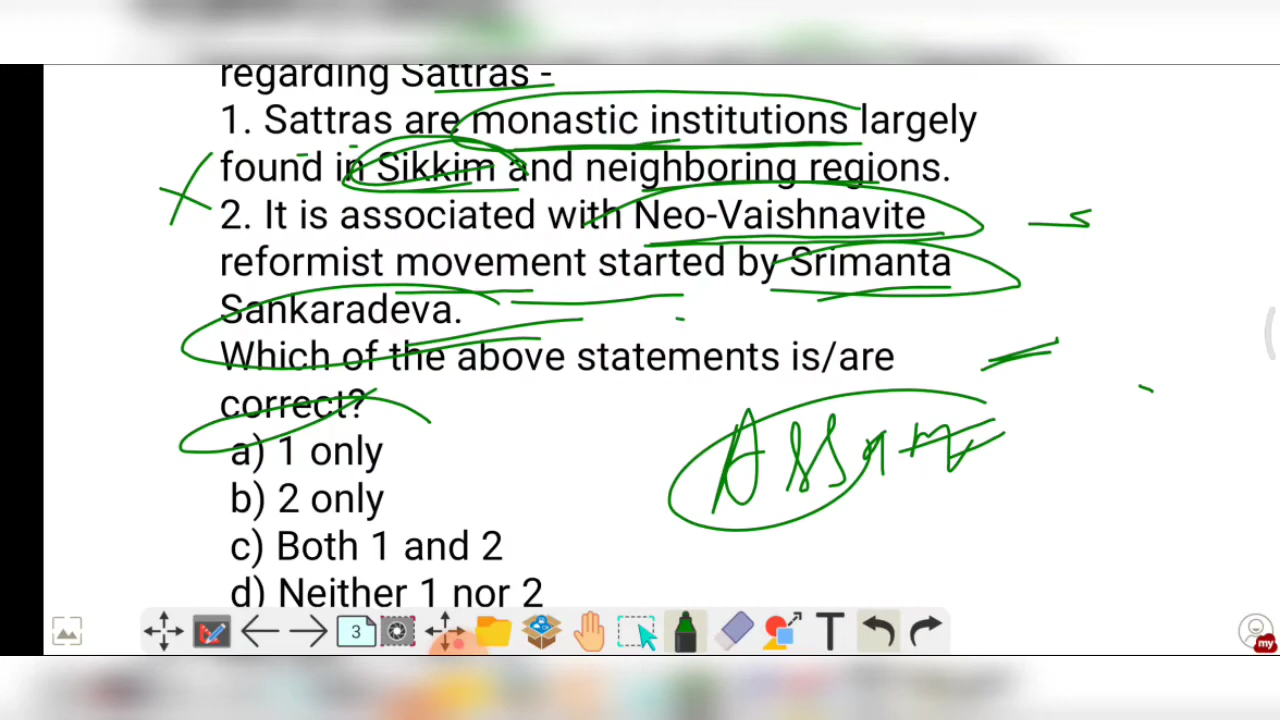 regarding Sattras -
1. Sattras are monastic institutions largely
found in Sikkim and neighboring regions.
2. It is associated with Neo-Vaishnavite
reformist movement started by Srimanta
Sankaradeva.
Which of the above statements is/are
correct?
Assam
a) 1 only
b) 2 only
c) Both 1 and 2
d) Neither 1 nor 2
3
T
my